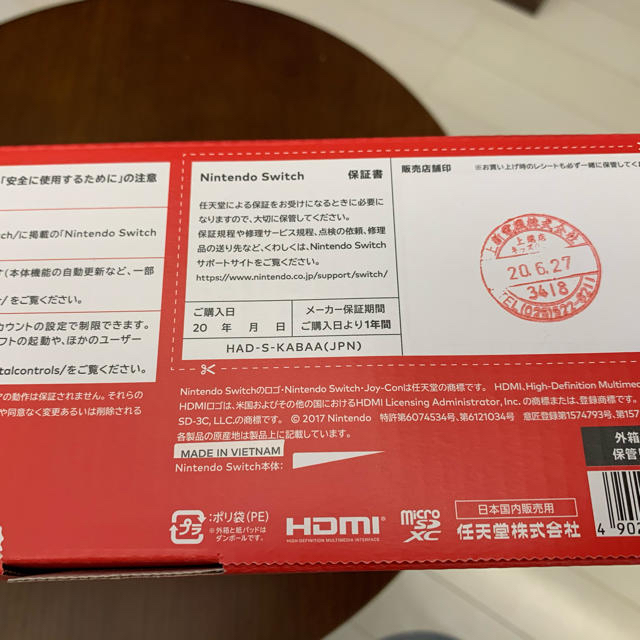 「安全に使用するために」の注意
に掲載の「Nintendo Switch
(本体機能の自動更新など、一部
をご覧ください。
カウントの設定で制限できます。
フトの起動や、ほかのユーザー
talcontrols/をご覧ください。
アの動作は保証されません。それらの
や同意なく変更あるいは削除される
Nintendo Switch 保証書
任天堂による保証をお受けになるときに必要に
なりますので、大切に保管してください。
保証規程や修理サービス規程、点検の依頼、修理
品の送り先など、くわしくは、Nintendo Switch
サポートサイトをご覧ください。
https://www.nintendo.co.jp/support/switch/
ご購入日
20 年 月 日
メーカー保証期間
ご購入日より1年間
HAD-S-KABAA(JPN)
販売店舗印 ※お買い上げ時のレシートも必ず一緒に保管してく
上新電機株式会社
上尾店
キッズ
20.6.27
3418
Nintendo Switchのロゴ・Nintendo Switch・Joy-Conは任天堂の商標です。 HDMI、High-Definition Multimed
HDMIロゴは、米国およびその他の国におけるHDMI Licensing Administrator, Inc. の商標または、登録商標
SD-3C, LLC.の商標です。 © 2017 Nintendo 特許第6074534号、第6121034号 意匠登録第1574793号、第157
各製品の原産地は製品上に記載しています。
MADE IN VIETNAM
Nintendo Switch本体:
外箱
保管
プラ
:ポリ袋(PE)
※外箱と紙パッドは
ダンボールです。
HDMI
HIGH-DEFINITION MULTIMEDIA INTERFACE
micro
SD
XC
日本国内販売用
任天堂株式会社
4 902